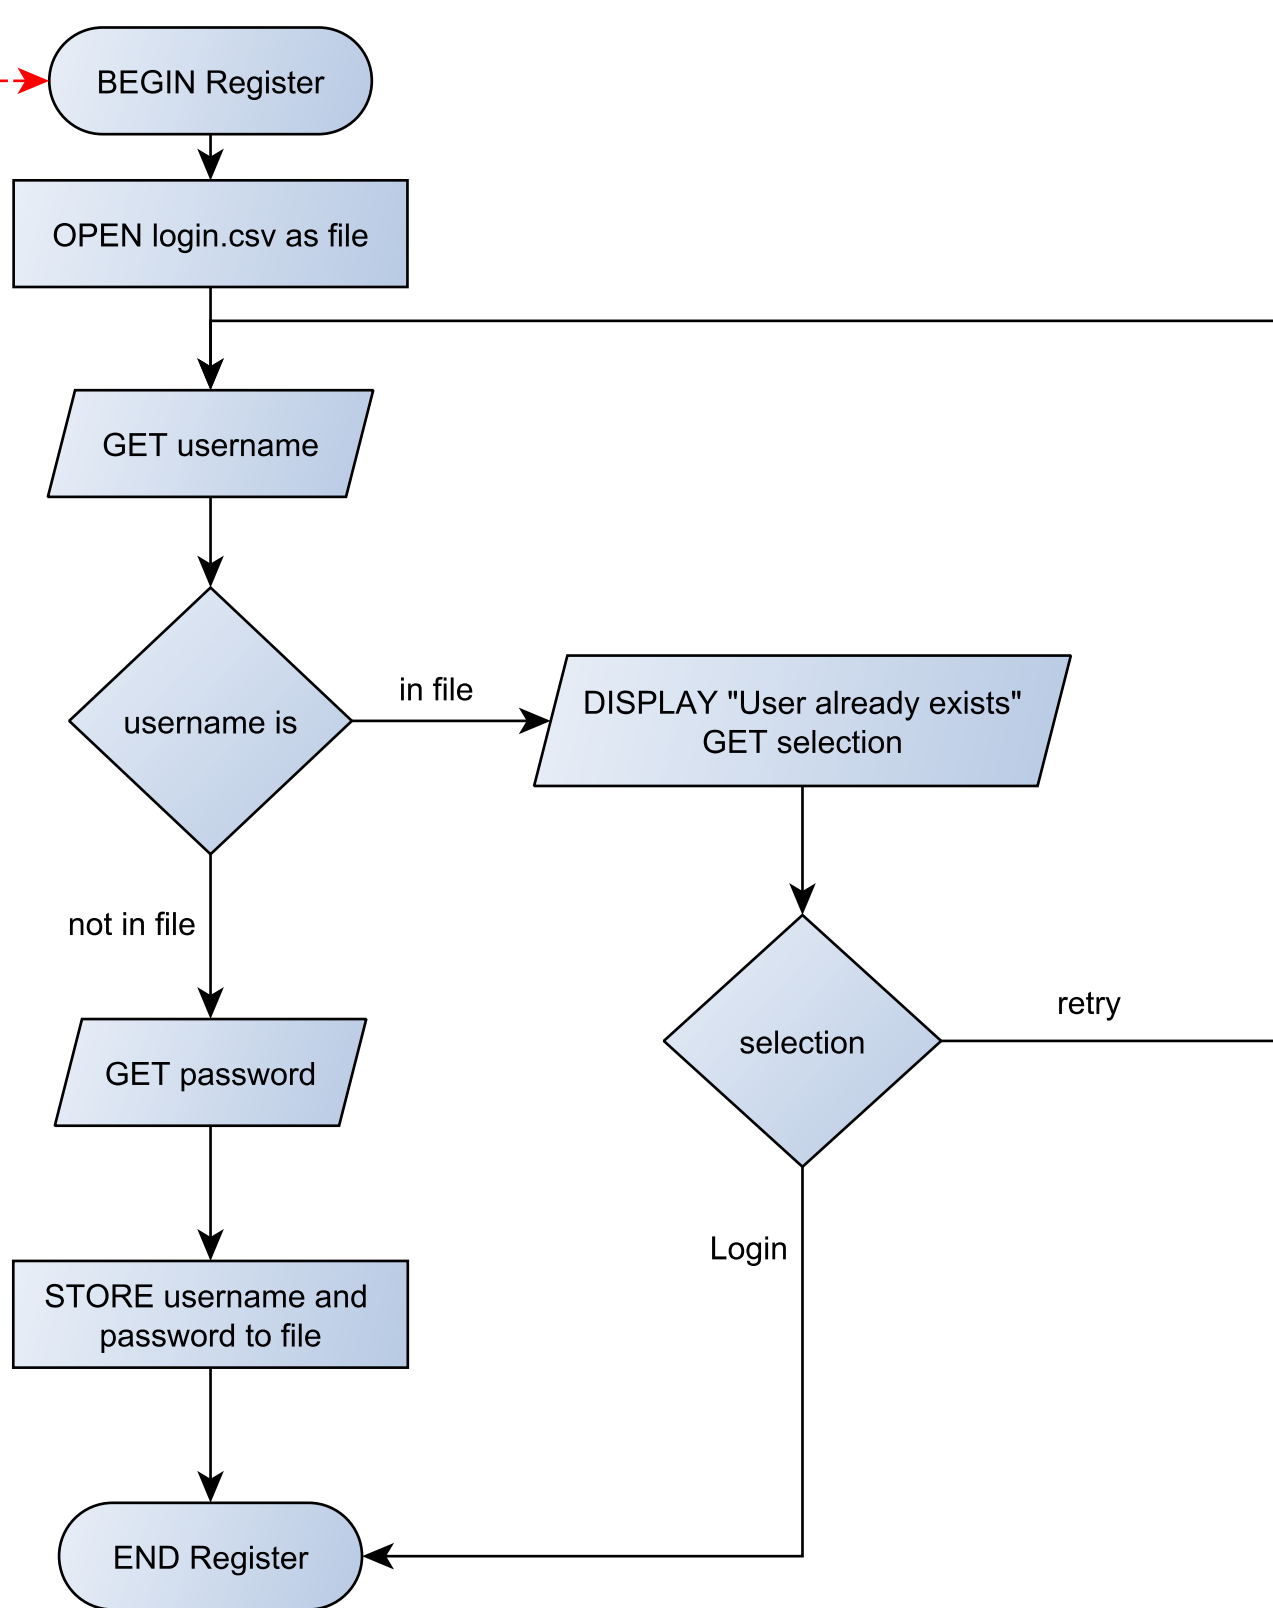 BEGIN Register
OPEN login.csv as file
GET username
username is
in file
DISPLAY "User already exists"
GET selection
not in file
selection
retry
GET password
Login
STORE username and
password to file
END Register